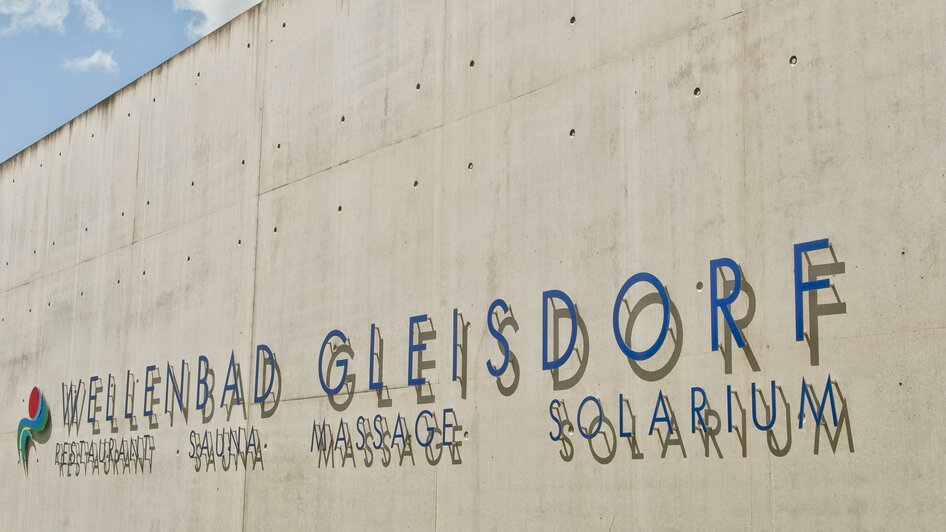 WELLENBAD GLEISDORF
RESTAURANT SAUNA MASSAGE SOLARIUM